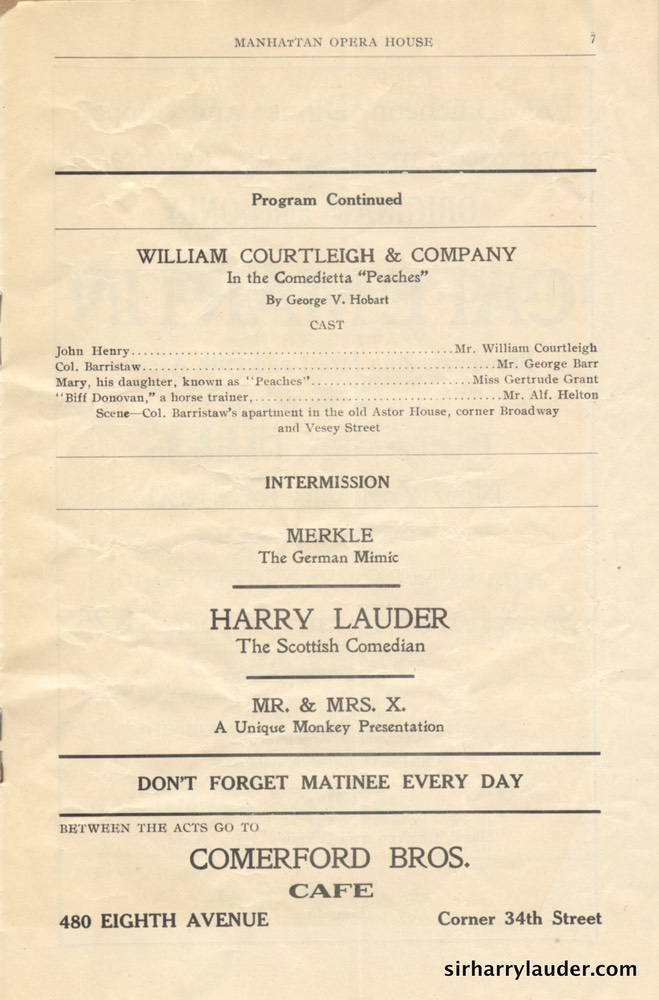 MANHATTAN OPERA HOUSE 7
Program Continued
WILLIAM COURTLEIGH & COMPANY
In the Comedietta "Peaches"
By George V. Hobart
CAST
John Henry..................................................Mr. William Courtleigh
Col. Barristaw........................................................Mr. George Barr
Mary, his daughter, known as "Peaches".........................Miss Gertrude Grant
"Biff Donovan," a horse trainer,......................................Mr. Alf. Helton
Scene—Col. Barristaw's apartment in the old Astor House, corner Broadway
and Vesey Street
INTERMISSION
MERKLE
The German Mimic
HARRY LAUDER
The Scottish Comedian
MR. & MRS. X.
A Unique Monkey Presentation
DON'T FORGET MATINEE EVERY DAY
BETWEEN THE ACTS GO TO
COMERFORD BROS.
CAFE
480 EIGHTH AVENUE Corner 34th Street
sirharrylauder.com